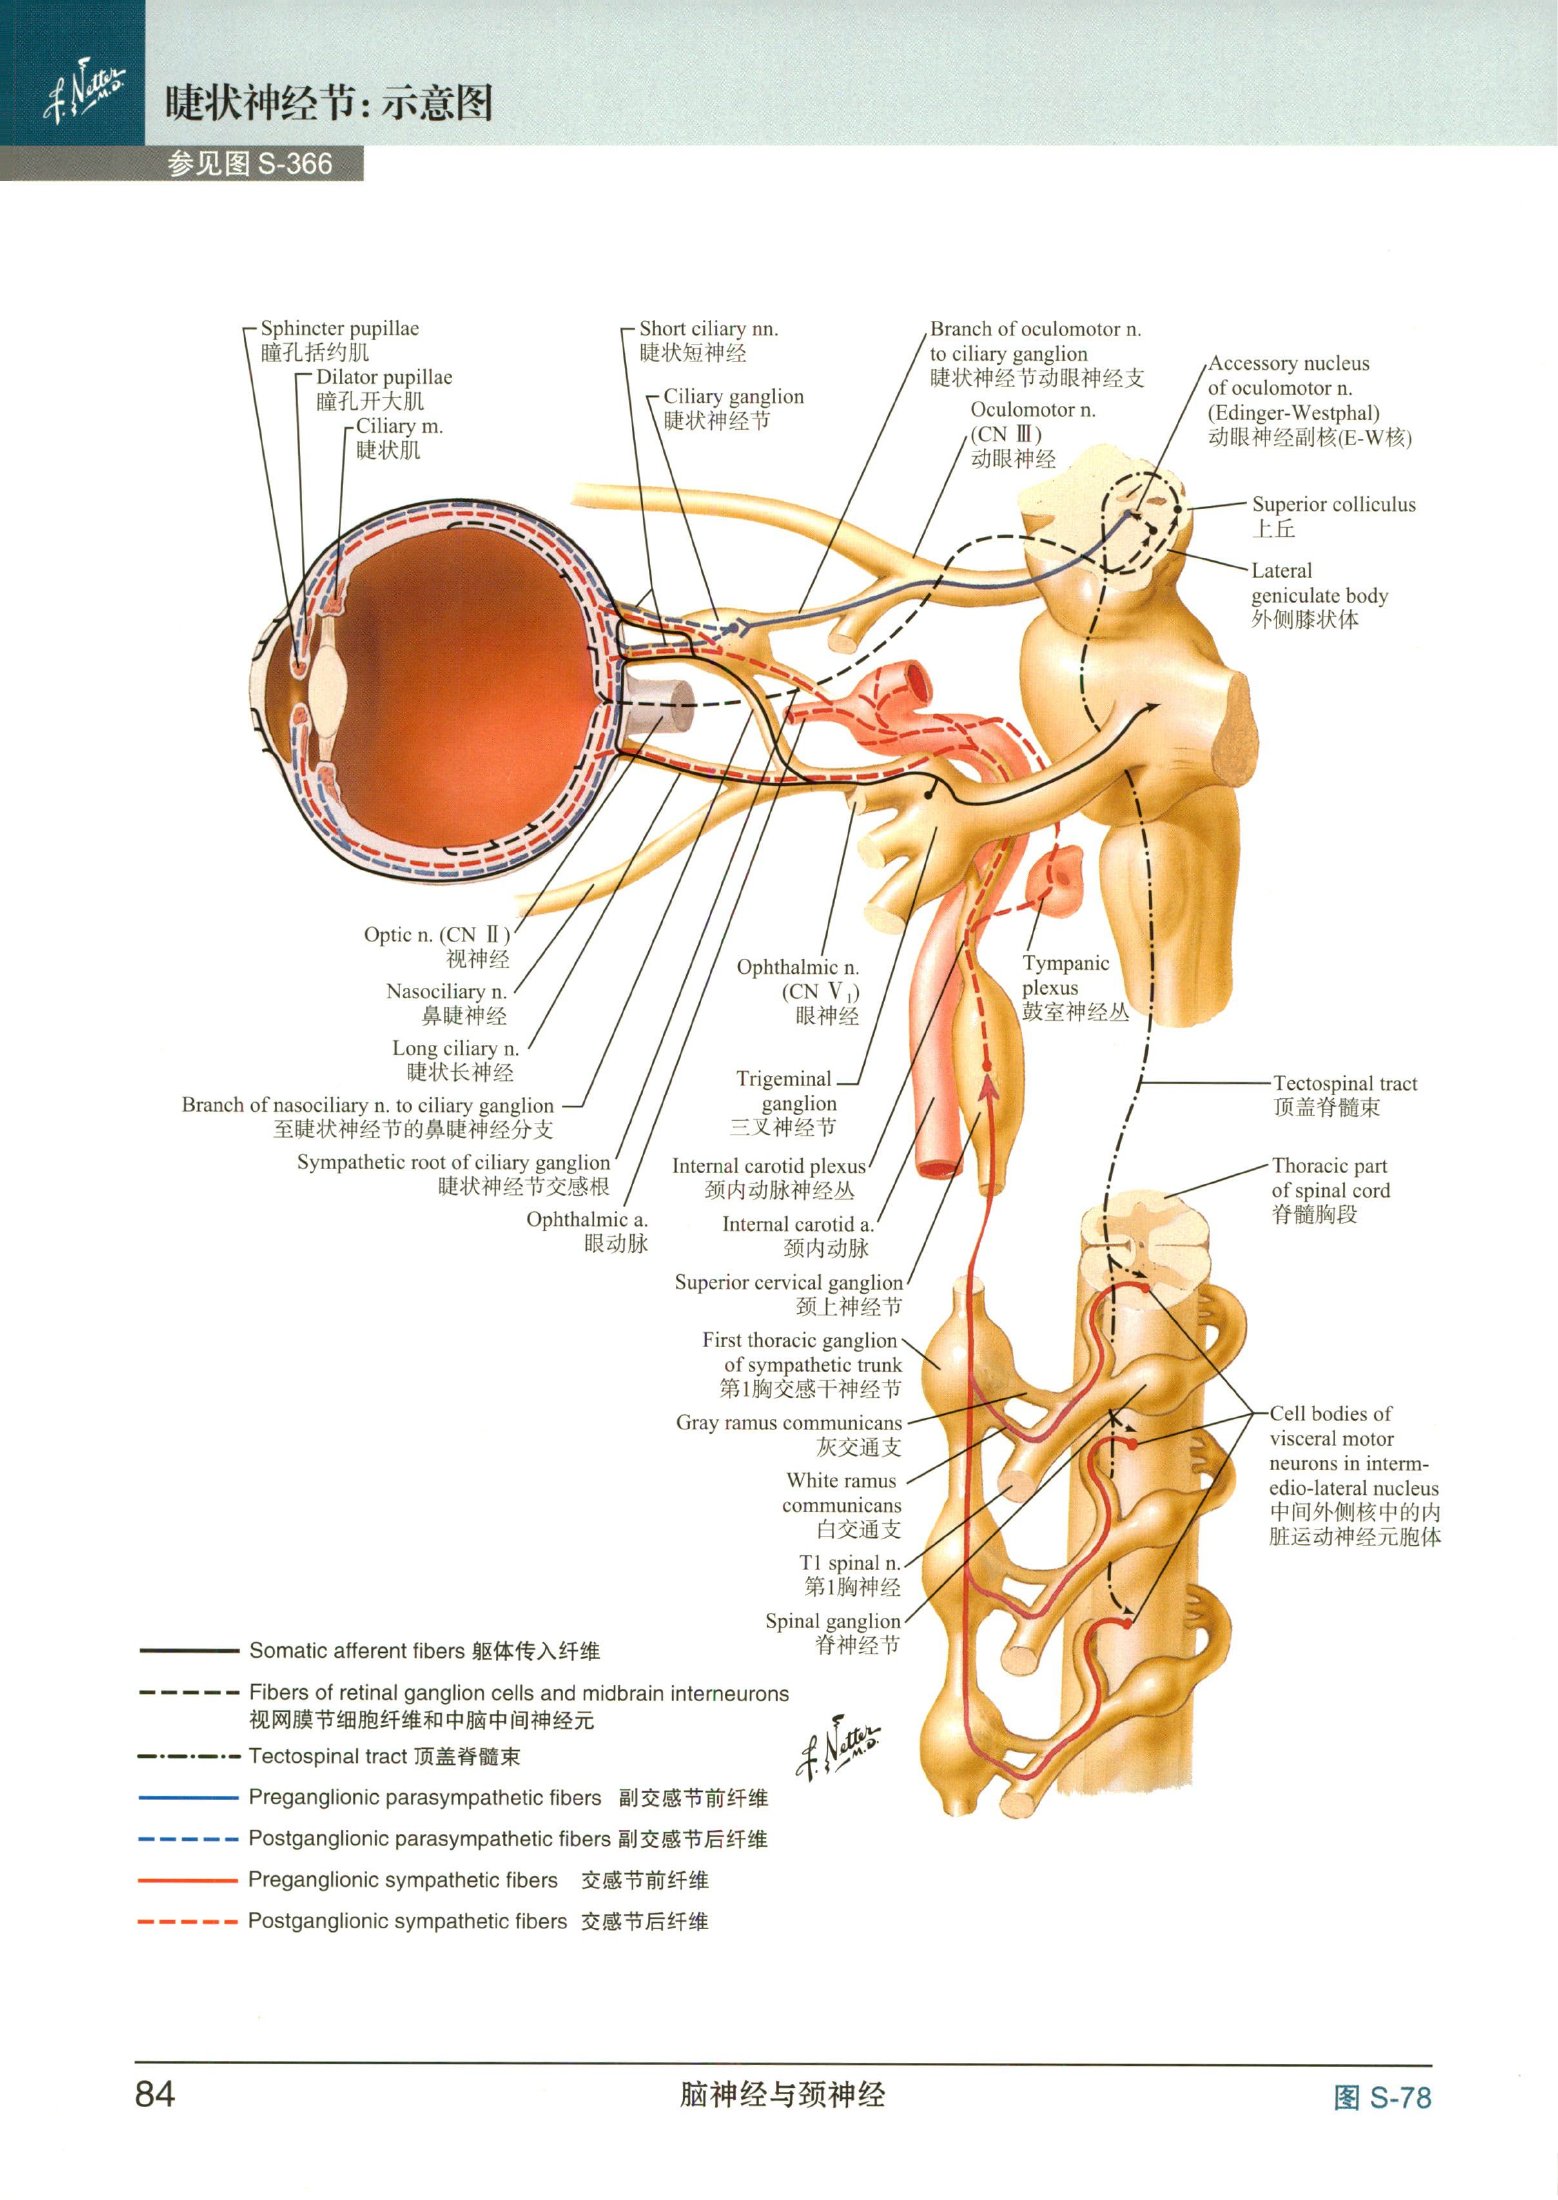 F. Netter M.D.
睫状神经节：示意图
参见图 S-366
Sphincter pupillae
瞳孔括约肌
Dilator pupillae
瞳孔开大肌
Ciliary m.
睫状肌
Short ciliary nn.
睫状短神经
Ciliary ganglion
睫状神经节
Branch of oculomotor n.
to ciliary ganglion
睫状神经节动眼神经支
Oculomotor n.
(CN Ⅲ)
动眼神经
Accessory nucleus
of oculomotor n.
(Edinger-Westphal)
动眼神经副核(E-W核)
Superior colliculus
上丘
Lateral
geniculate body
外侧膝状体
Optic n. (CN Ⅱ)
视神经
Nasociliary n.
鼻睫神经
Long ciliary n.
睫状长神经
Branch of nasociliary n. to ciliary ganglion
至睫状神经节的鼻睫神经分支
Sympathetic root of ciliary ganglion
睫状神经节交感根
Ophthalmic a.
眼动脉
Ophthalmic n.
(CN Ⅴ1)
眼神经
Trigeminal
ganglion
三叉神经节
Internal carotid plexus
颈内动脉神经丛
Internal carotid a.
颈内动脉
Superior cervical ganglion
颈上神经节
First thoracic ganglion
of sympathetic trunk
第1胸交感干神经节
Gray ramus communicans
灰交通支
White ramus
communicans
白交通支
T1 spinal n.
第1胸神经
Spinal ganglion
脊神经节
Tympanic
plexus
鼓室神经丛
Tectospinal tract
顶盖脊髓束
Thoracic part
of spinal cord
脊髓胸段
Cell bodies of
visceral motor
neurons in interm-
edio-lateral nucleus
中间外侧核中的内
脏运动神经元胞体
Somatic afferent fibers 躯体传入纤维
Fibers of retinal ganglion cells and midbrain interneurons
视网膜节细胞纤维和中脑中间神经元
Tectospinal tract 顶盖脊髓束
Preganglionic parasympathetic fibers 副交感节前纤维
Postganglionic parasympathetic fibers 副交感节后纤维
Preganglionic sympathetic fibers 交感节前纤维
Postganglionic sympathetic fibers 交感节后纤维
F. Netter M.D.
84
脑神经与颈神经
图 S-78